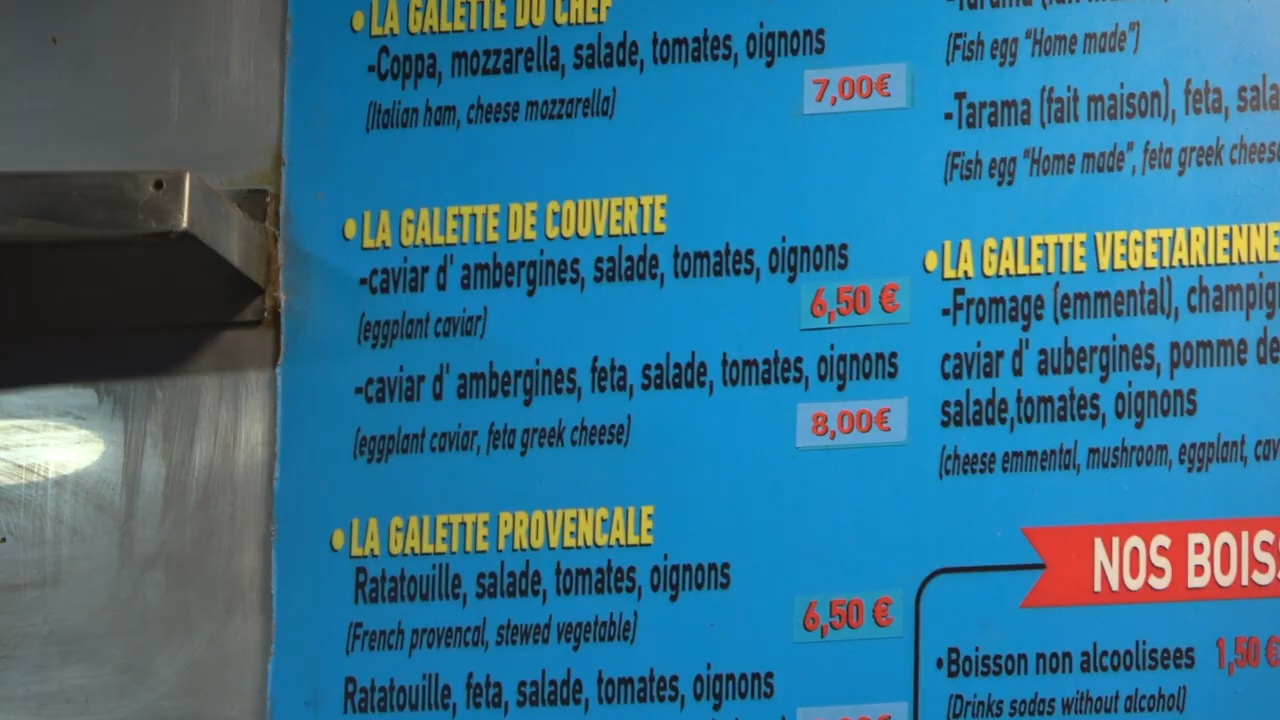 •LA GALETTE DU CHEF
-Coppa, mozzarella, salade, tomates, oignons
7,00€
(Italian ham, cheese mozzarella)
•LA GALETTE DE COUVERTE
-caviar d' ambergines, salade, tomates, oignons
6,50 €
(eggplant caviar)
-caviar d' ambergines, feta, salade, tomates, oignons
8,00€
(eggplant caviar, feta greek cheese)
•LA GALETTE PROVENCALE
Ratatouille, salade, tomates, oignons
6,50 €
(French provencal, stewed vegetable)
Ratatouille, feta, salade, tomates, oignons
(Fish egg “Home made”)
-Tarama (fait maison), feta,
(Fish egg “Home made”, feta greek cheese
•LA GALETTE VEGETARIENNE
-Fromage (emmental),
caviar d' aubergines, pomme de
salade,tomates, oignons
(cheese emmental, mushroom, eggplant,
NOS
•Boisson non alcoolisees 1,50 €
(Drinks sodas without alcohol)